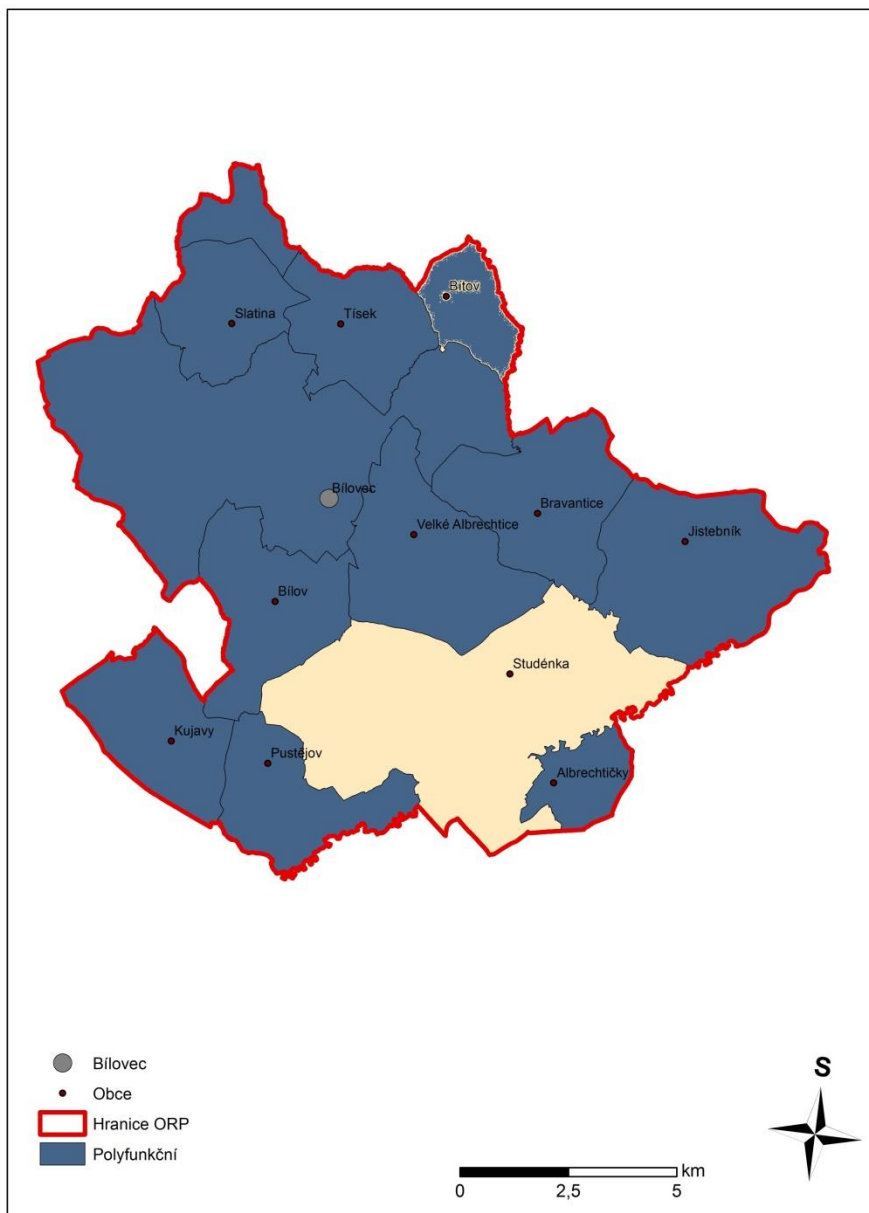 Bítov
Slatina
Tísek
Bílovec
Bravantice
Velké Albrechtice
Jistebník
Bílov
Studénka
Kujavy
Pustějov
Albrechtičky
Bílovec
Obce
Hranice ORP
Polyfunkční
S
km
0
2,5
5